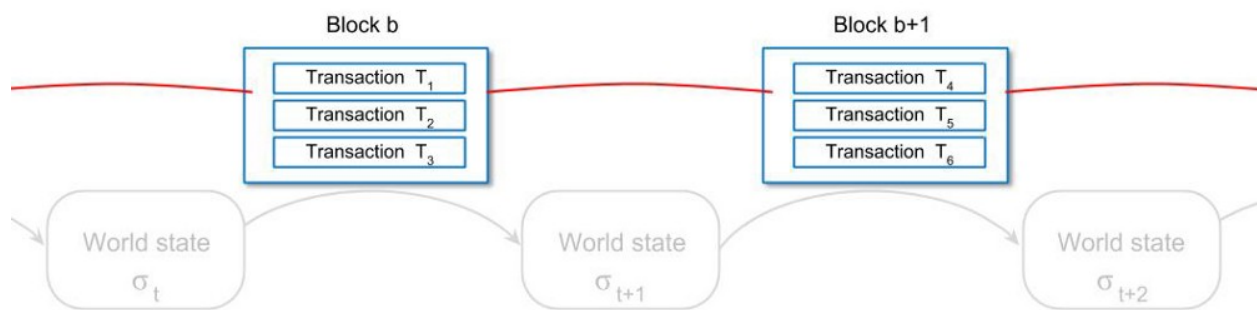 Block b
Block b+1
Transaction T1
Transaction T2
Transaction T3
Transaction T4
Transaction T5
Transaction T6
World state
σt
World state
σt+1
World state
σt+2